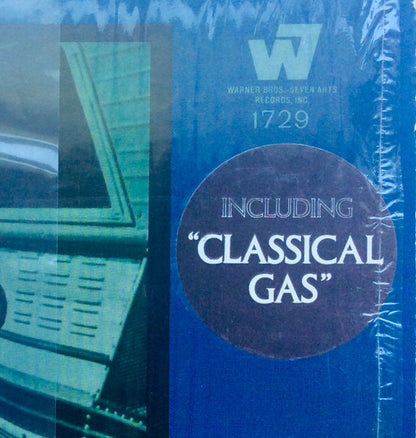 W7
WARNER BROS.-SEVEN ARTS
RECORDS, INC.
1729
INCLUDING
"CLASSICAL
GAS"